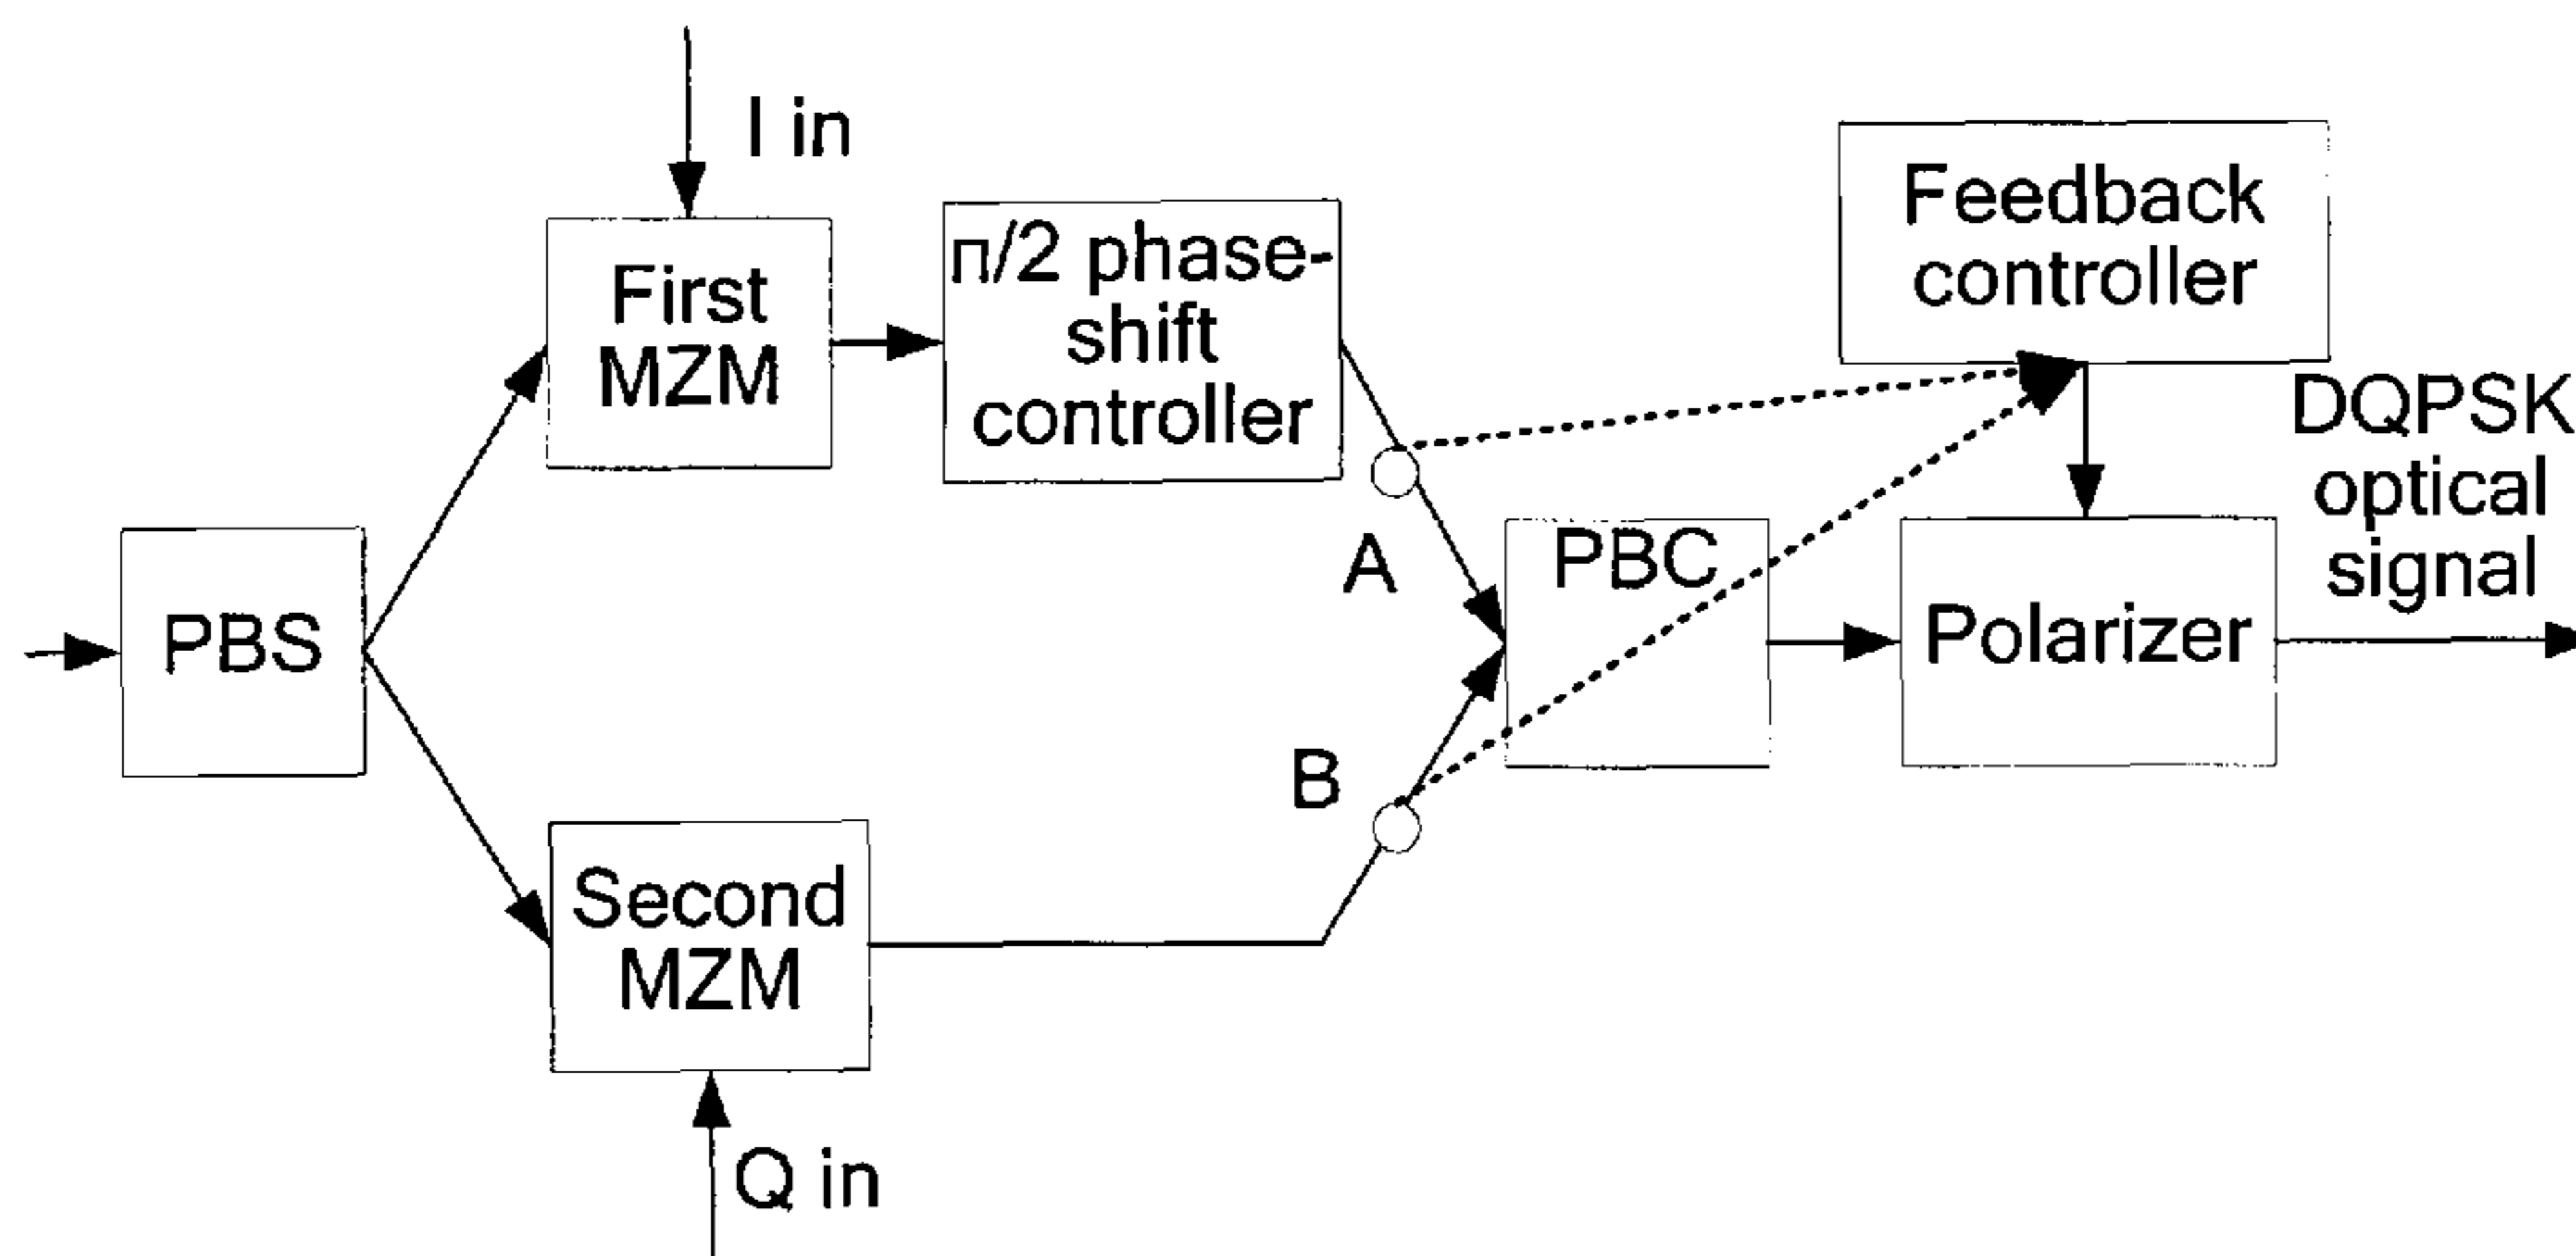 I in
First
MZM
π/2 phase-
shift
controller
Feedback
controller
DQPSK
optical
signal
PBS
A
PBC
Polarizer
B
Second
MZM
Q in